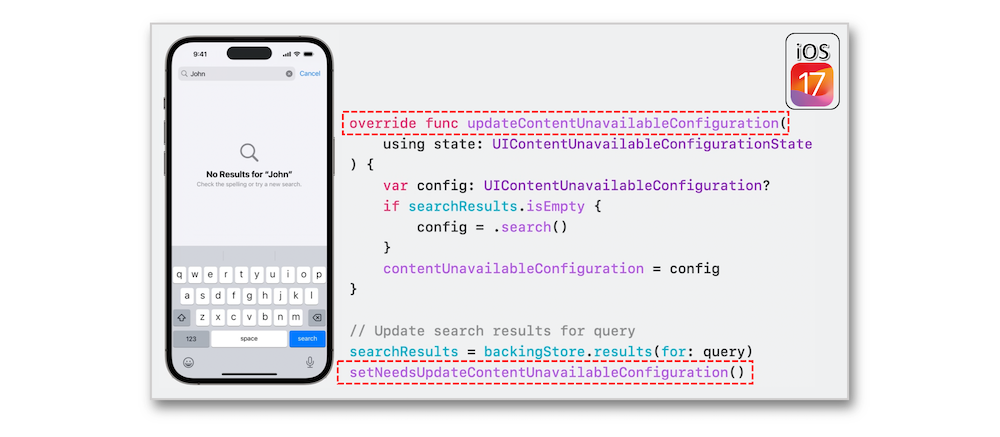 9:41
John
Cancel
No Results for “John”
Check the spelling or try a new search.
q w e r t y u i o p
a s d f g h j k l
z x c v b n m
123 space search
iOS
17
override func updateContentUnavailableConfiguration(
using state: UIContentUnavailableConfigurationState
) {
var config: UIContentUnavailableConfiguration?
if searchResults.isEmpty {
config = .search()
}
contentUnavailableConfiguration = config
}
// Update search results for query
searchResults = backingStore.results(for: query)
setNeedsUpdateContentUnavailableConfiguration()